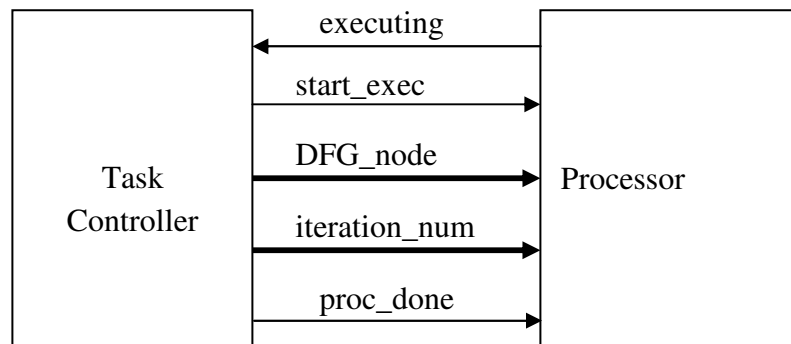 executing
start_exec
DFG_node
Task
Controller
Processor
iteration_num
proc_done